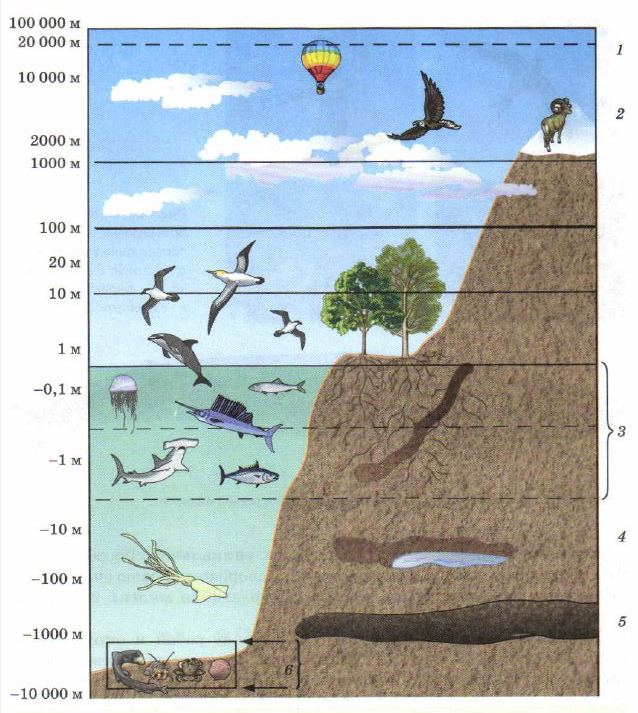 100 000 м
20 000 м
1
10 000 м
2
2000 м
1000 м
100 м
20 м
10 м
1 м
–0,1 м
3
–1 м
–10 м
4
–100 м
–1000 м
5
6
–10 000 м